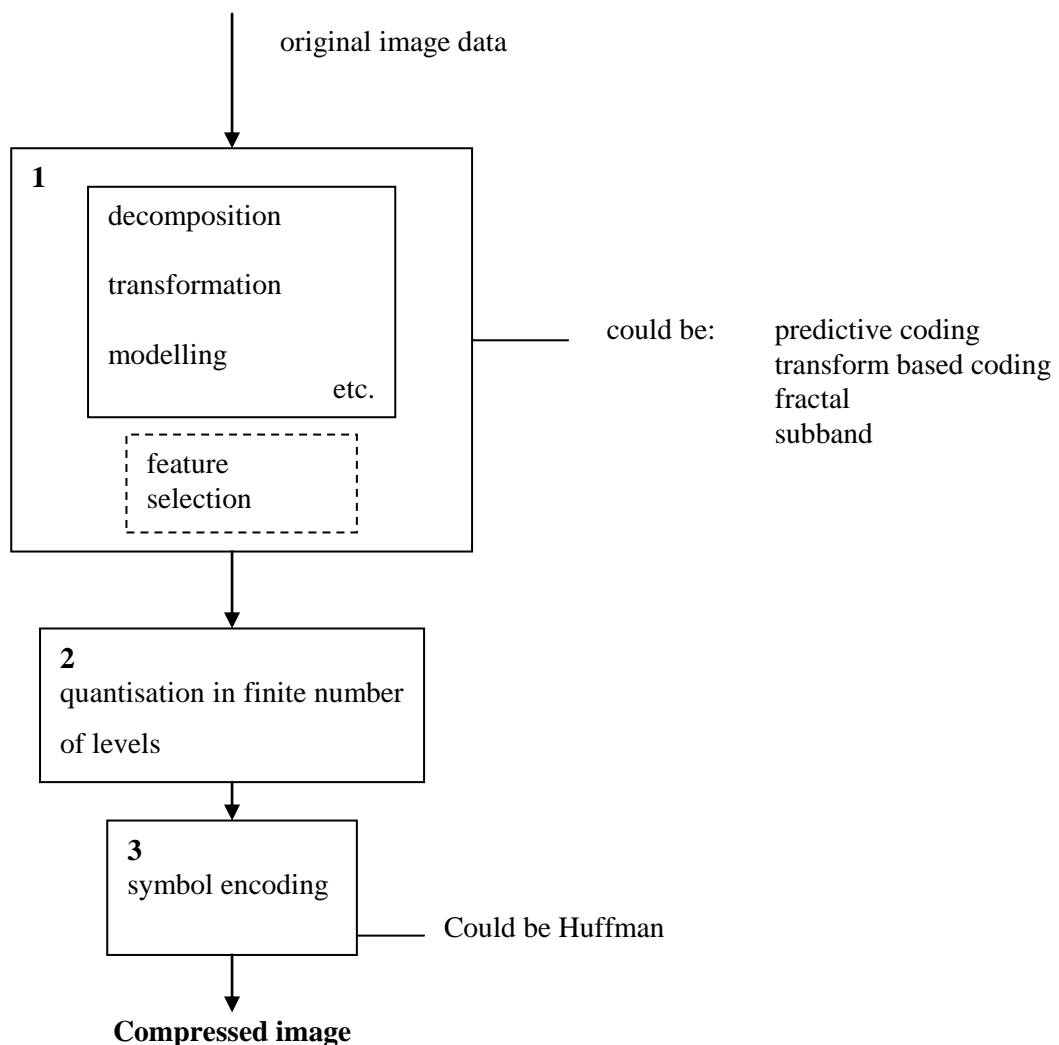 original image data
1
decomposition
transformation
modelling
etc.
could be:
predictive coding
transform based coding
fractal
subband
feature
selection
2
quantisation in finite number
of levels
3
symbol encoding
Could be Huffman
Compressed image